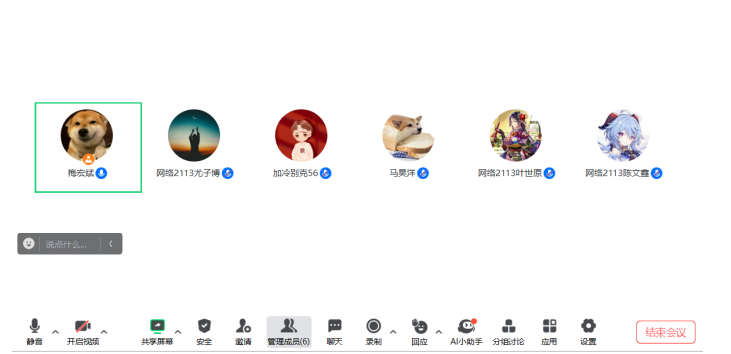 梅宏斌 网络2113尤子博 加冷别克56 马昊洋 网络2113叶世原 网络2113陈文鑫
说点什么...
静音 开启视频 共享屏幕 安全 邀请 管理成员(6) 聊天 录制 回应 AI小助手 分组讨论 应用 设置 结束会议